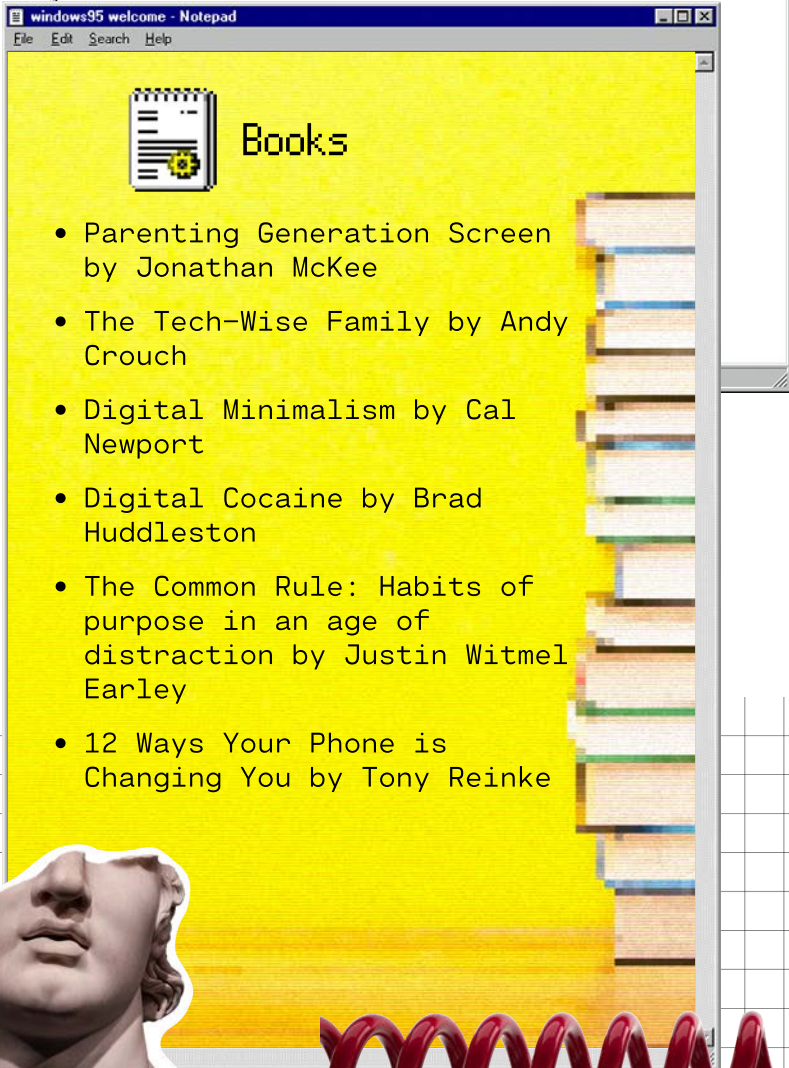 windows95 welcome - Notepad
File Edit Search Help
Books
• Parenting Generation Screen
by Jonathan McKee
• The Tech-Wise Family by Andy
Crouch
• Digital Minimalism by Cal
Newport
• Digital Cocaine by Brad
Huddleston
• The Common Rule: Habits of
purpose in an age of
distraction by Justin Witmel
Earley
• 12 Ways Your Phone is
Changing You by Tony Reinke